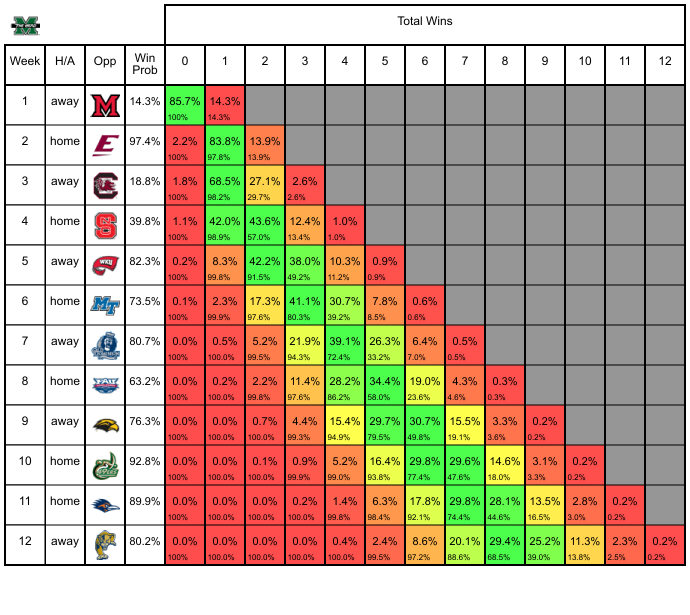 THE HERD
Total Wins
Week H/A Opp Win Prob 0 1 2 3 4 5 6 7 8 9 10 11 12
1 away M 14.3% 85.7% 14.3%
100% 14.3%
2 home E 97.4% 2.2% 83.8% 13.9%
100% 97.8% 13.9%
3 away C 18.8% 1.8% 68.5% 27.1% 2.6%
100% 98.2% 29.7% 2.6%
4 home S 39.8% 1.1% 42.0% 43.6% 12.4% 1.0%
100% 98.9% 57.0% 13.4% 1.0%
5 away WKU 82.3% 0.2% 8.3% 42.2% 38.0% 10.3% 0.9%
100% 99.8% 91.5% 49.2% 11.2% 0.9%
6 home MT 73.5% 0.1% 2.3% 17.3% 41.1% 30.7% 7.8% 0.6%
100% 99.9% 97.6% 80.3% 39.2% 8.5% 0.6%
7 away 80.7% 0.0% 0.5% 5.2% 21.9% 39.1% 26.3% 6.4% 0.5%
100% 100.0% 99.5% 94.3% 72.4% 33.2% 7.0% 0.5%
8 home FAU 63.2% 0.0% 0.2% 2.2% 11.4% 28.2% 34.4% 19.0% 4.3% 0.3%
100% 100.0% 99.8% 97.6% 86.2% 58.0% 23.6% 4.6% 0.3%
9 away 76.3% 0.0% 0.0% 0.7% 4.4% 15.4% 29.7% 30.7% 15.5% 3.3% 0.2%
100% 100.0% 100.0% 99.3% 94.9% 79.5% 49.8% 19.1% 3.6% 0.2%
10 home 92.8% 0.0% 0.0% 0.1% 0.9% 5.2% 16.4% 29.8% 29.6% 14.6% 3.1% 0.2%
100% 100.0% 100.0% 99.9% 99.0% 93.8% 77.4% 47.6% 18.0% 3.3% 0.2%
11 home 89.9% 0.0% 0.0% 0.0% 0.2% 1.4% 6.3% 17.8% 29.8% 28.1% 13.5% 2.8% 0.2%
100% 100.0% 100.0% 100.0% 99.8% 98.4% 92.1% 74.4% 44.6% 16.5% 3.0% 0.2%
12 away 80.2% 0.0% 0.0% 0.0% 0.0% 0.4% 2.4% 8.6% 20.1% 29.4% 25.2% 11.3% 2.3% 0.2%
100% 100.0% 100.0% 100.0% 100.0% 99.5% 97.2% 88.6% 68.5% 39.0% 13.8% 2.5% 0.2%